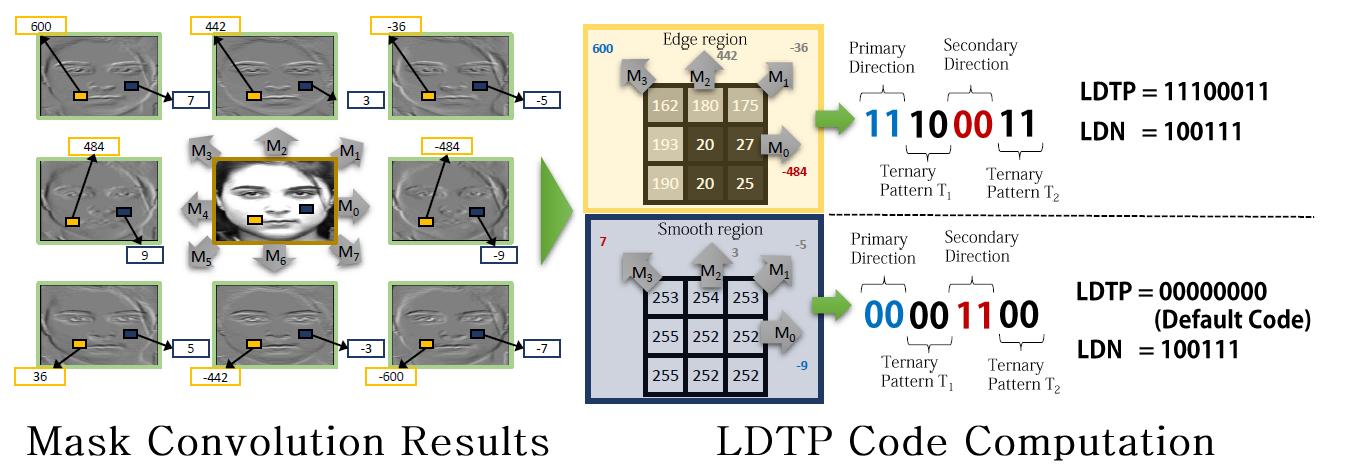 600
442
-36
7
3
-5
484
-484
M3 M2 M1
M4 M0
M5 M6 M7
9
-9
5
-3
-7
36
-442
-600
Mask Convolution Results
Edge region
600 442 -36
M3 M2 M1
162 180 175
193 20 27 M0
-484
190 20 25
Primary Direction
Secondary Direction
11 10 00 11
Ternary Pattern T1
Ternary Pattern T2
LDTP = 11100011
LDN = 100111
Smooth region
7 3 -5
M3 M2 M1
253 254 253
255 252 252 M0
-9
255 252 252
Primary Direction
Secondary Direction
00 00 11 00
Ternary Pattern T1
Ternary Pattern T2
LDTP = 00000000
(Default Code)
LDN = 100111
LDTP Code Computation